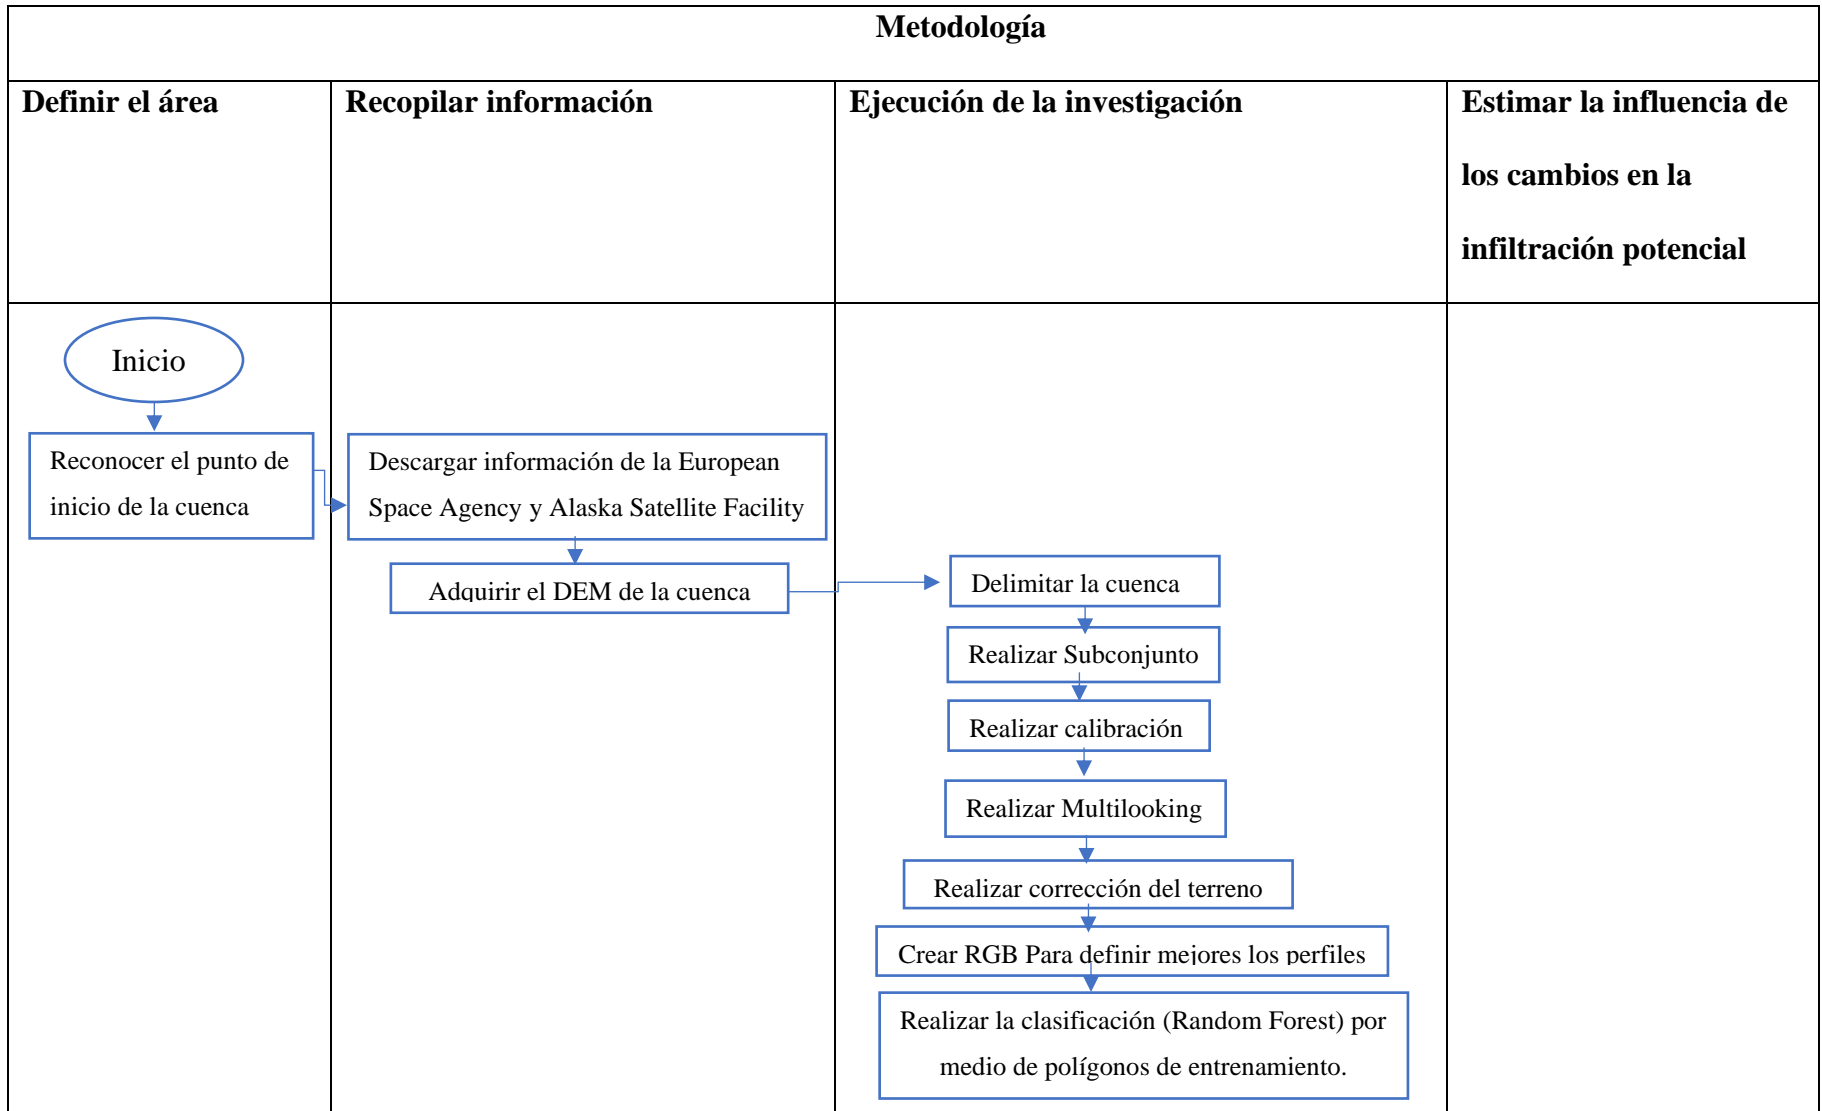 Metodología
Definir el área
Recopilar información
Ejecución de la investigación
Estimar la influencia de
los cambios en la
infiltración potencial
Inicio
Reconocer el punto de
inicio de la cuenca
Descargar información de la European
Space Agency y Alaska Satellite Facility
Adquirir el DEM de la cuenca
Delimitar la cuenca
Realizar Subconjunto
Realizar calibración
Realizar Multilooking
Realizar corrección del terreno
Crear RGB Para definir mejores los perfiles
Realizar la clasificación (Random Forest) por
medio de polígonos de entrenamiento.